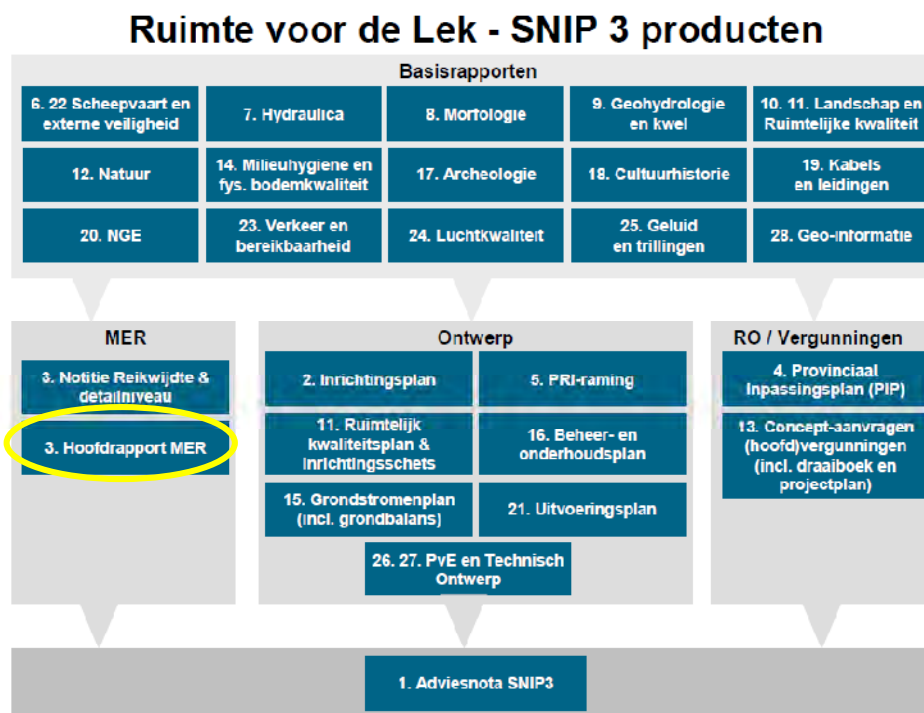 Ruimte voor de Lek - SNIP 3 producten
Basisrapporten
6. 22 Scheepvaart en
externe veiligheid
7. Hydraulica
8. Morfologie
9. Geohydrologie
en kwel
10. 11. Landschap en
Ruimtelijke kwaliteit
12. Natuur
14. Milieuhygiene en
fys. bodemkwaliteit
17. Archeologie
18. Cultuurhistorie
19. Kabels
en leidingen
20. NGE
23. Verkeer en
bereikbaarheid
24. Luchtkwaliteit
25. Geluid
en trillingen
28. Geo-informatie
MER
3. Notitie Reikwijdte &
detailniveau
3. Hoofdrapport MER
Ontwerp
2. Inrichtingsplan
5. PRI-raming
11. Ruimtelijk
kwaliteitsplan &
Inrichtingsschets
16. Beheer- en
onderhoudsplan
15. Grondstromenplan
(incl. grondbalans)
21. Uitvoeringsplan
26. 27. PvE en Technisch
Ontwerp
RO / Vergunningen
4. Provinciaal
Inpassingsplan (PIP)
13. Concept-aanvragen
(hoofd)vergunningen
(incl. draaiboek en
projectplan)
1. Adviesnota SNIP3